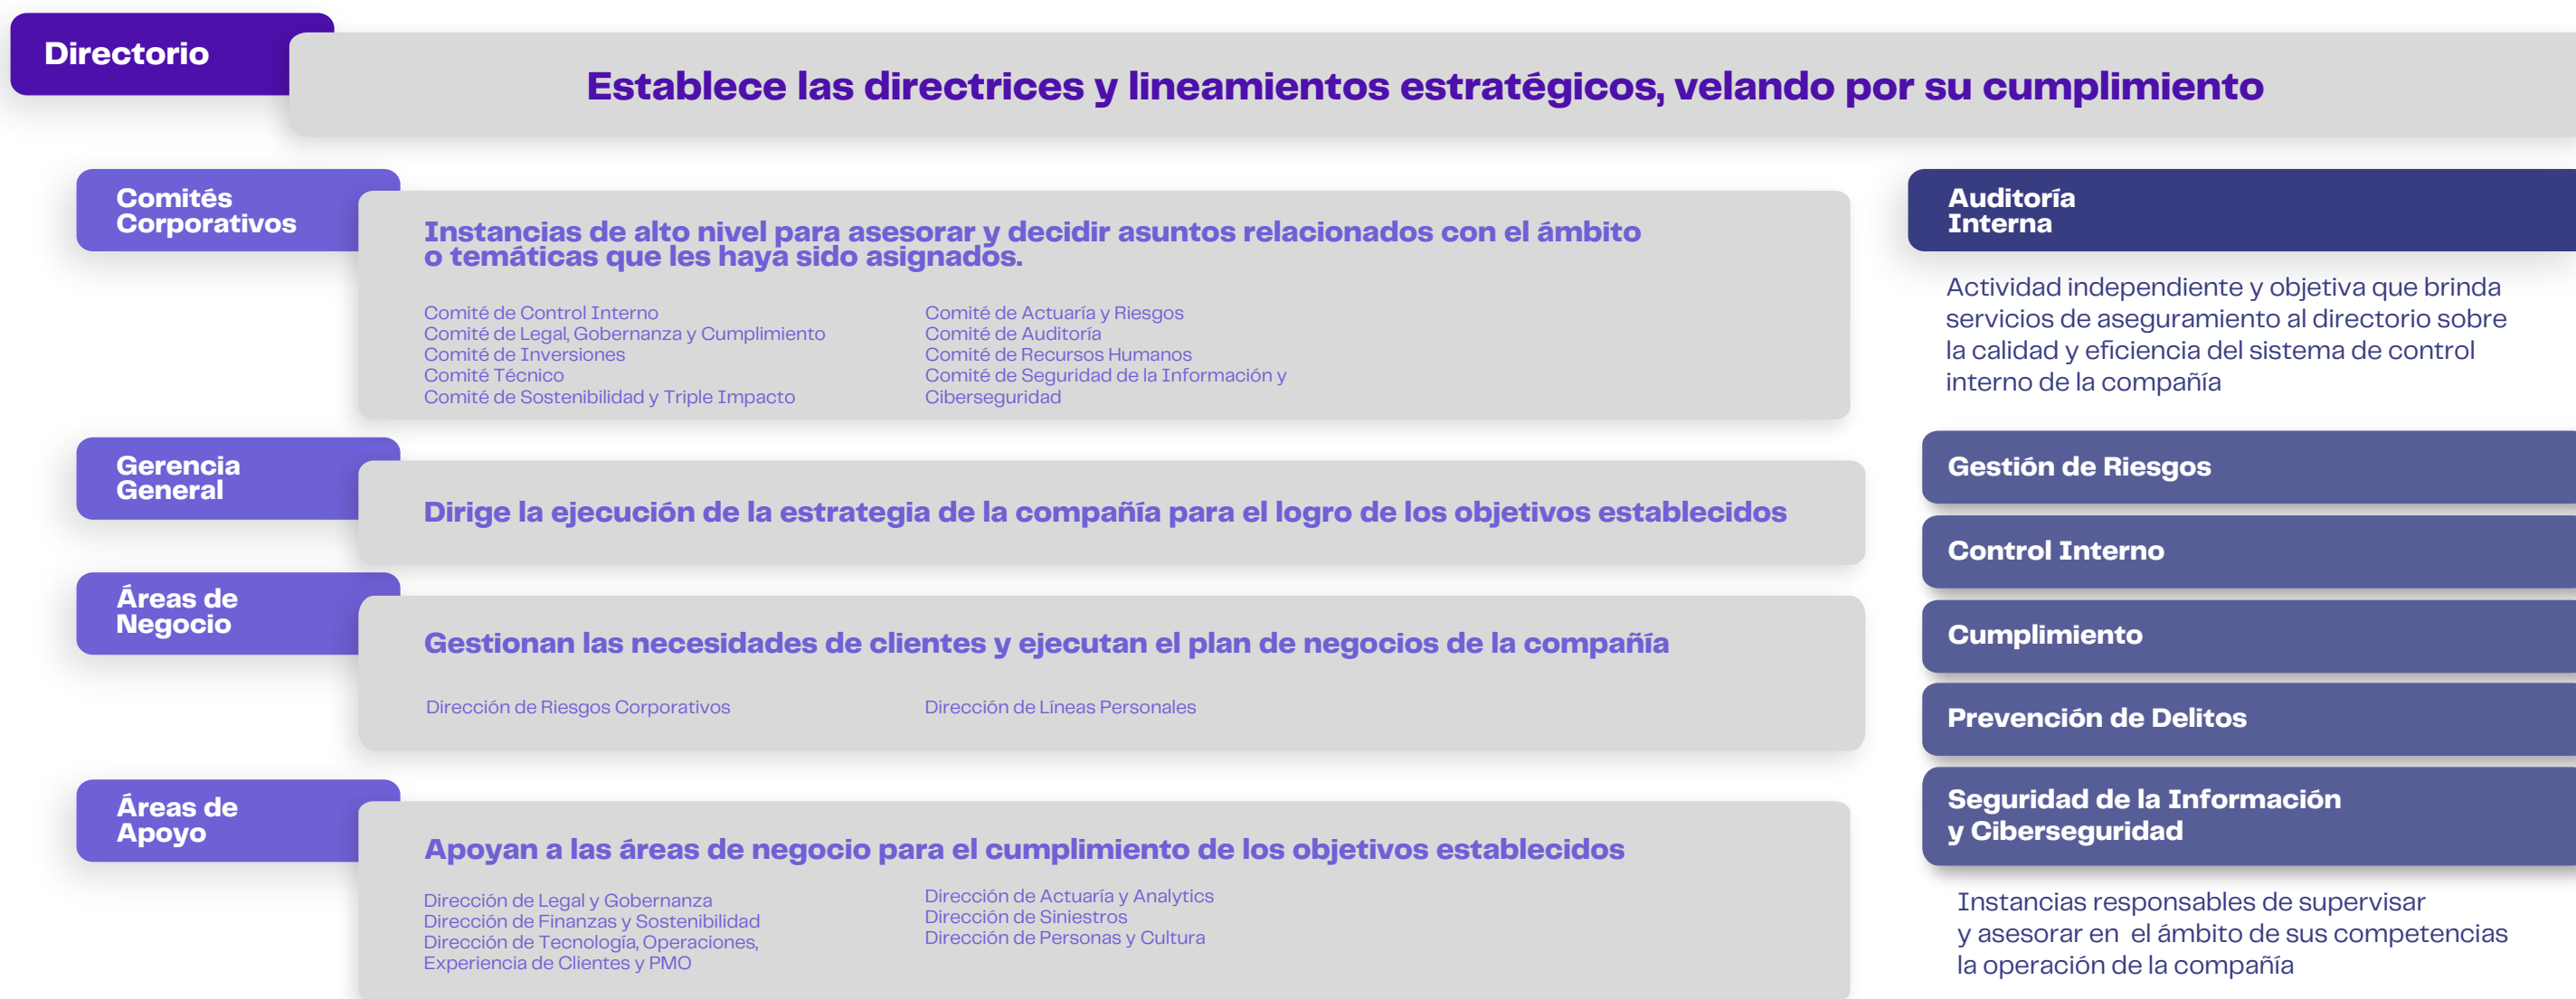 Directorio
Establece las directrices y lineamientos estratégicos, velando por su cumplimiento
Comités
Corporativos
Instancias de alto nivel para asesorar y decidir asuntos relacionados con el ámbito
o temáticas que les haya sido asignados.
Comité de Control Interno
Comité de Legal, Gobernanza y Cumplimiento
Comité de Inversiones
Comité Técnico
Comité de Sostenibilidad y Triple Impacto
Comité de Actuaría y Riesgos
Comité de Auditoría
Comité de Recursos Humanos
Comité de Seguridad de la Información y
Ciberseguridad
Gerencia
General
Dirige la ejecución de la estrategia de la compañía para el logro de los objetivos establecidos
Áreas de
Negocio
Gestionan las necesidades de clientes y ejecutan el plan de negocios de la compañía
Dirección de Riesgos Corporativos
Dirección de Líneas Personales
Áreas de
Apoyo
Apoyan a las áreas de negocio para el cumplimiento de los objetivos establecidos
Dirección de Legal y Gobernanza
Dirección de Finanzas y Sostenibilidad
Dirección de Tecnología, Operaciones,
Experiencia de Clientes y PMO
Dirección de Actuaría y Analytics
Dirección de Siniestros
Dirección de Personas y Cultura
Auditoría
Interna
Actividad independiente y objetiva que brinda
servicios de aseguramiento al directorio sobre
la calidad y eficiencia del sistema de control
interno de la compañía
Gestión de Riesgos
Control Interno
Cumplimiento
Prevención de Delitos
Seguridad de la Información
y Ciberseguridad
Instancias responsables de supervisar
y asesorar en  el ámbito de sus competencias
la operación de la compañía